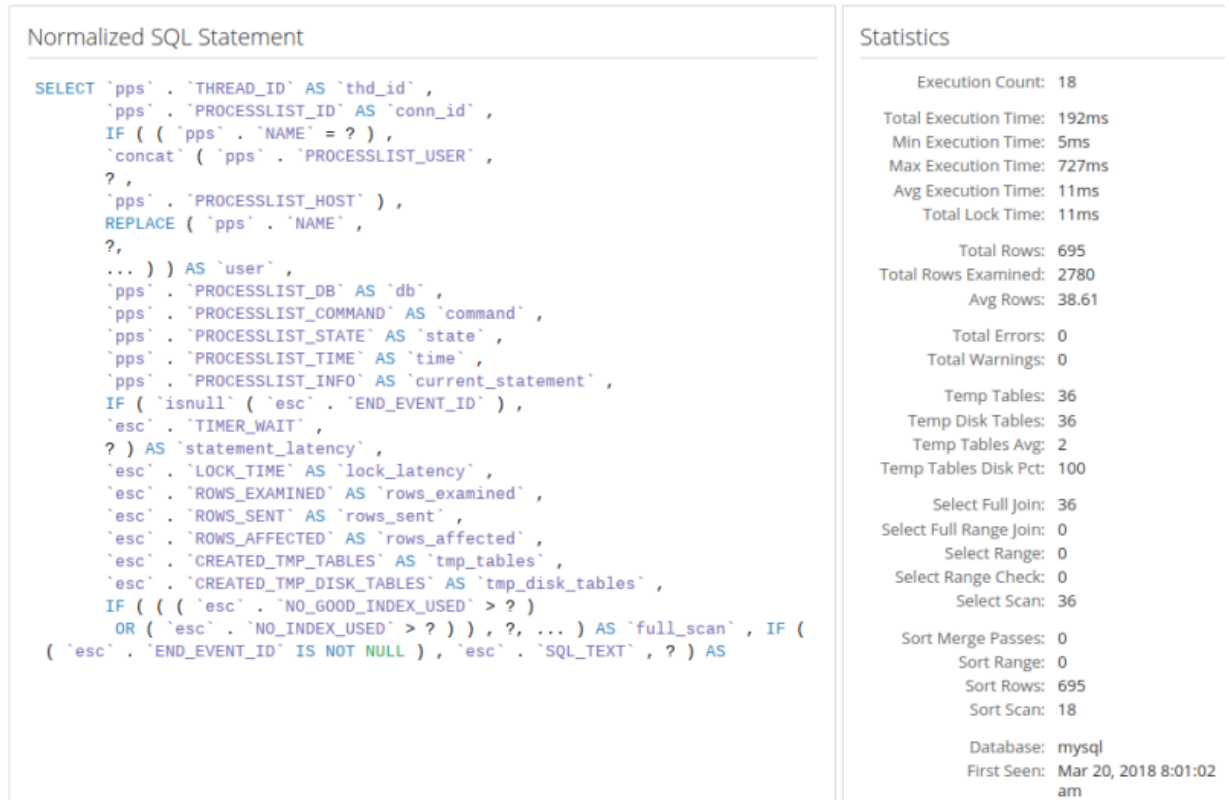 Normalized SQL Statement
SELECT `pps` . `THREAD_ID` AS `thd_id` ,
`pps` . `PROCESSLIST_ID` AS `conn_id` ,
IF ( ( `pps` . `NAME` = ? ) ,
`concat` ( `pps` . `PROCESSLIST_USER` ,
? ,
`pps` . `PROCESSLIST_HOST` ) ,
REPLACE ( `pps` . `NAME` ,
?,
... ) ) AS `user` ,
`pps` . `PROCESSLIST_DB` AS `db` ,
`pps` . `PROCESSLIST_COMMAND` AS `command` ,
`pps` . `PROCESSLIST_STATE` AS `state` ,
`pps` . `PROCESSLIST_TIME` AS `time` ,
`pps` . `PROCESSLIST_INFO` AS `current_statement` ,
IF ( `isnull` ( `esc` . `END_EVENT_ID` ) ,
`esc` . `TIMER_WAIT` ,
? ) AS `statement_latency` ,
`esc` . `LOCK_TIME` AS `lock_latency` ,
`esc` . `ROWS_EXAMINED` AS `rows_examined` ,
`esc` . `ROWS_SENT` AS `rows_sent` ,
`esc` . `ROWS_AFFECTED` AS `rows_affected` ,
`esc` . `CREATED_TMP_TABLES` AS `tmp_tables` ,
`esc` . `CREATED_TMP_DISK_TABLES` AS `tmp_disk_tables` ,
IF ( ( ( `esc` . `NO_GOOD_INDEX_USED` > ? )
OR ( `esc` . `NO_INDEX_USED` > ? ) ) , ?, ... ) AS `full_scan` , IF (
( `esc` . `END_EVENT_ID` IS NOT NULL ) , `esc` . `SQL_TEXT` , ? ) AS
Statistics
Execution Count: 18
Total Execution Time: 192ms
Min Execution Time: 5ms
Max Execution Time: 727ms
Avg Execution Time: 11ms
Total Lock Time: 11ms
Total Rows: 695
Total Rows Examined: 2780
Avg Rows: 38.61
Total Errors: 0
Total Warnings: 0
Temp Tables: 36
Temp Disk Tables: 36
Temp Tables Avg: 2
Temp Tables Disk Pct: 100
Select Full Join: 36
Select Full Range Join: 0
Select Range: 0
Select Range Check: 0
Select Scan: 36
Sort Merge Passes: 0
Sort Range: 0
Sort Rows: 695
Sort Scan: 18
Database: mysql
First Seen: Mar 20, 2018 8:01:02
am